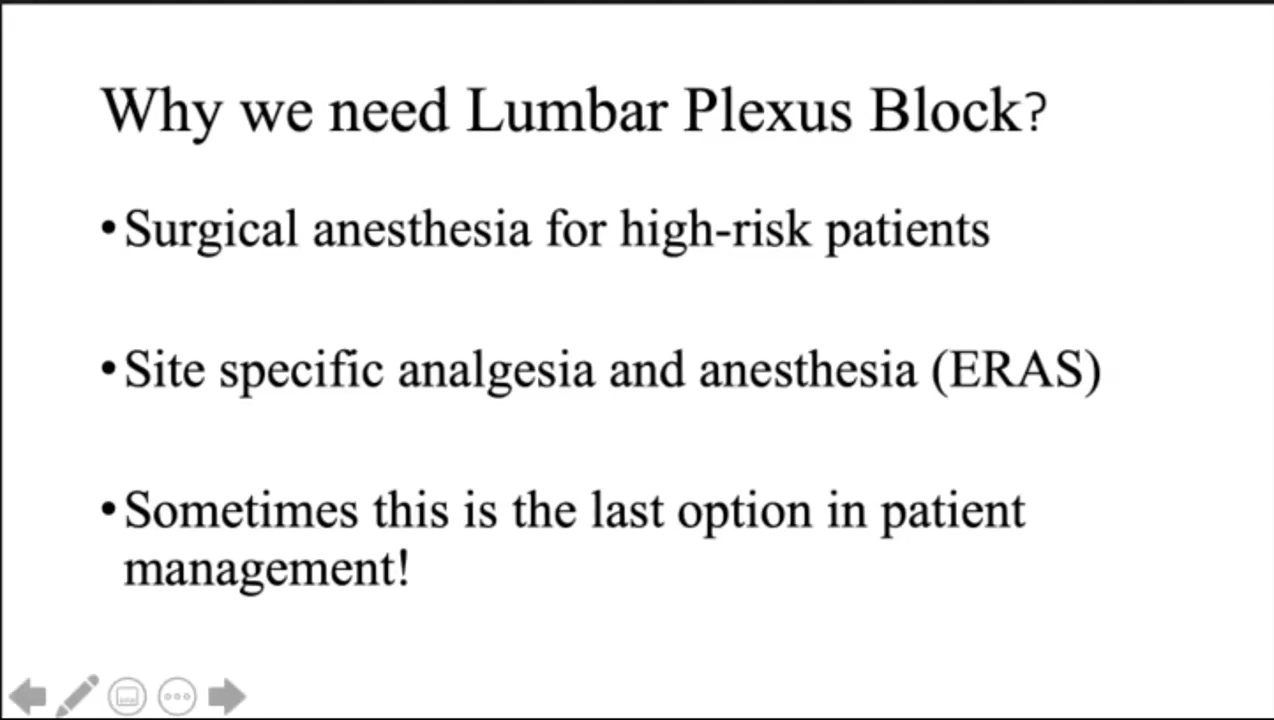 Why we need Lumbar Plexus Block?
•Surgical anesthesia for high-risk patients
•Site specific analgesia and anesthesia (ERAS)
•Sometimes this is the last option in patient
management!